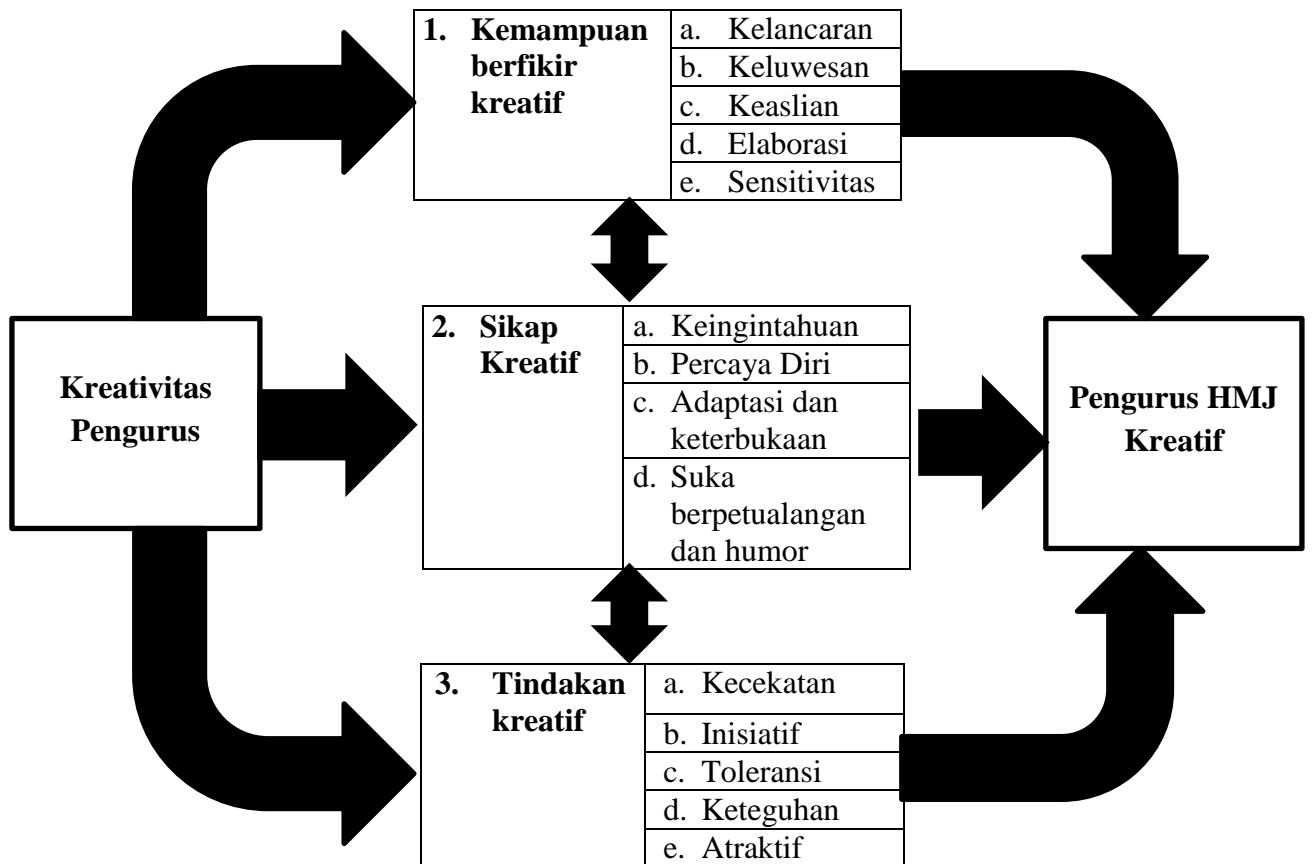 1. Kemampuan
berfikir
kreatif
a. Kelancaran
b. Keluwesan
c. Keaslian
d. Elaborasi
e. Sensitivitas
Kreativitas
Pengurus
2. Sikap
Kreatif
a. Keingintahuan
b. Percaya Diri
c. Adaptasi dan
keterbukaan
d. Suka
berpetualangan
dan humor
Pengurus HMJ
Kreatif
3. Tindakan
kreatif
a. Kecekatan
b. Inisiatif
c. Toleransi
d. Keteguhan
e. Atraktif